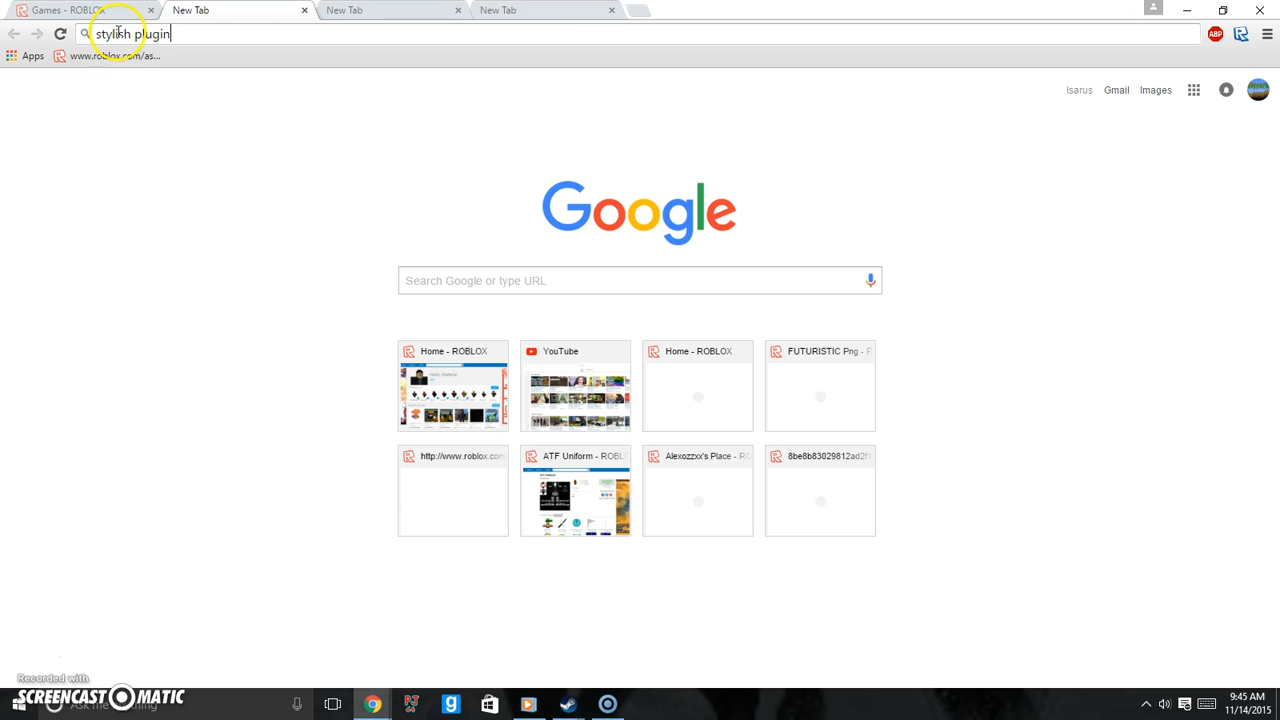 Games - ROBLOX
New Tab
New Tab
New Tab
stylish plugin
Apps
www.roblox.com/as...
Isarus
Gmail
Images
Google
Search Google or type URL
Home - ROBLOX
YouTube
Home - ROBLOX
FUTURISTIC Png - R
http://www.roblox.com
ATF Uniform - ROBL
Alexozzxx's Place - RO
8be8b83029812ad2f1
Recorded with
SCREENCAST-O-MATIC
9:45 AM
11/14/2015